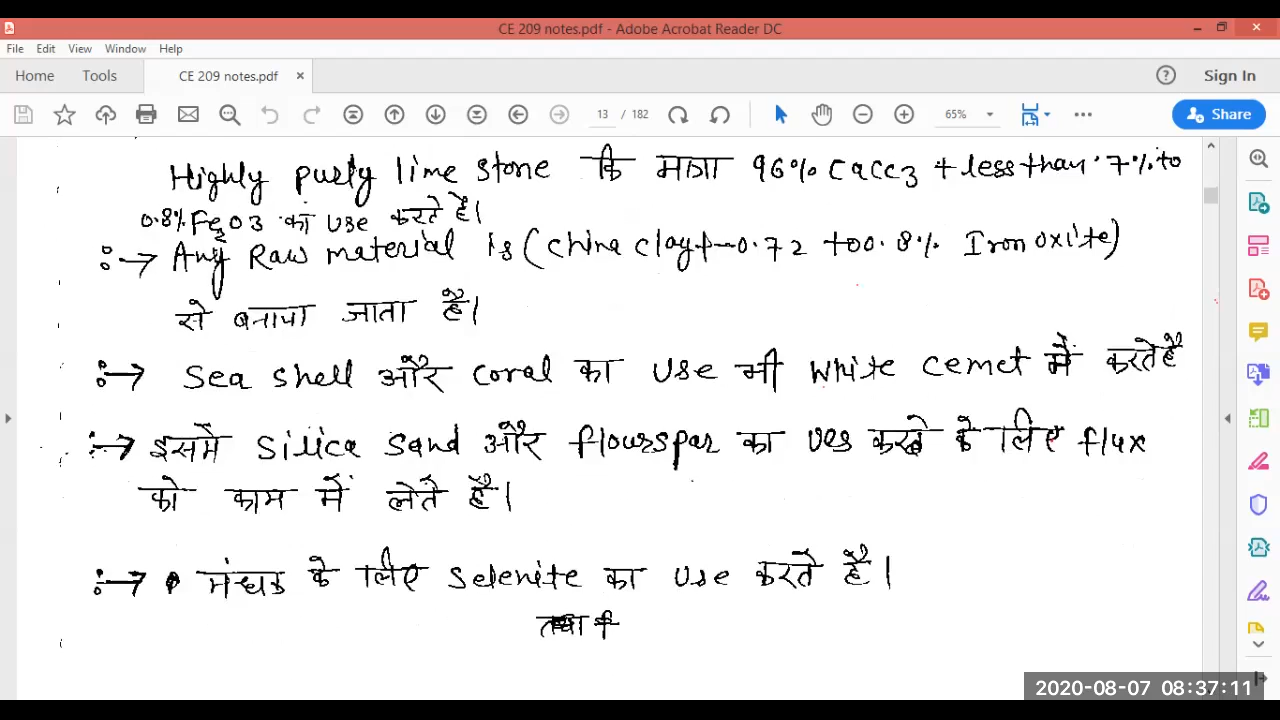 CE 209 notes.pdf - Adobe Acrobat Reader DC
File Edit View Window Help
Home Tools CE 209 notes.pdf × Sign In
13 / 182 65% Share
Highly purly lime stone कि मात्रा 96% CaCC3 + less than .7% to
0.8% Fe2O3 का use करते है।
Any Raw material is (china clay 0.72 to 0.8% Iron oxite)
से बनाया जाता है।
Sea shell और coral का use भी white cemet में करते है
इसमें silica sand और flourspar का ues के लिए flux
को काम में लेते है।
के लिए selenite का use करते है।
2020-08-07 08:37:11